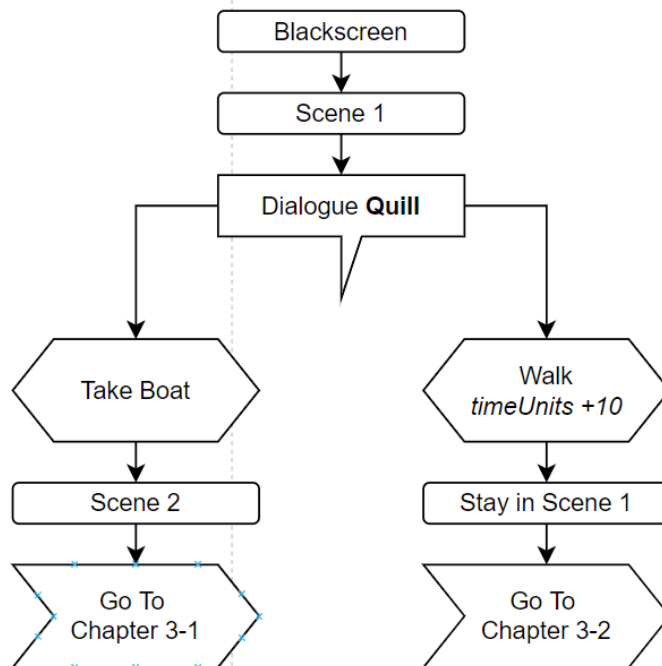 Blackscreen
Scene 1
Dialogue Quill
Take Boat
Walk
timeUnits +10
Scene 2
Stay in Scene 1
Go To
Chapter 3-1
Go To
Chapter 3-2